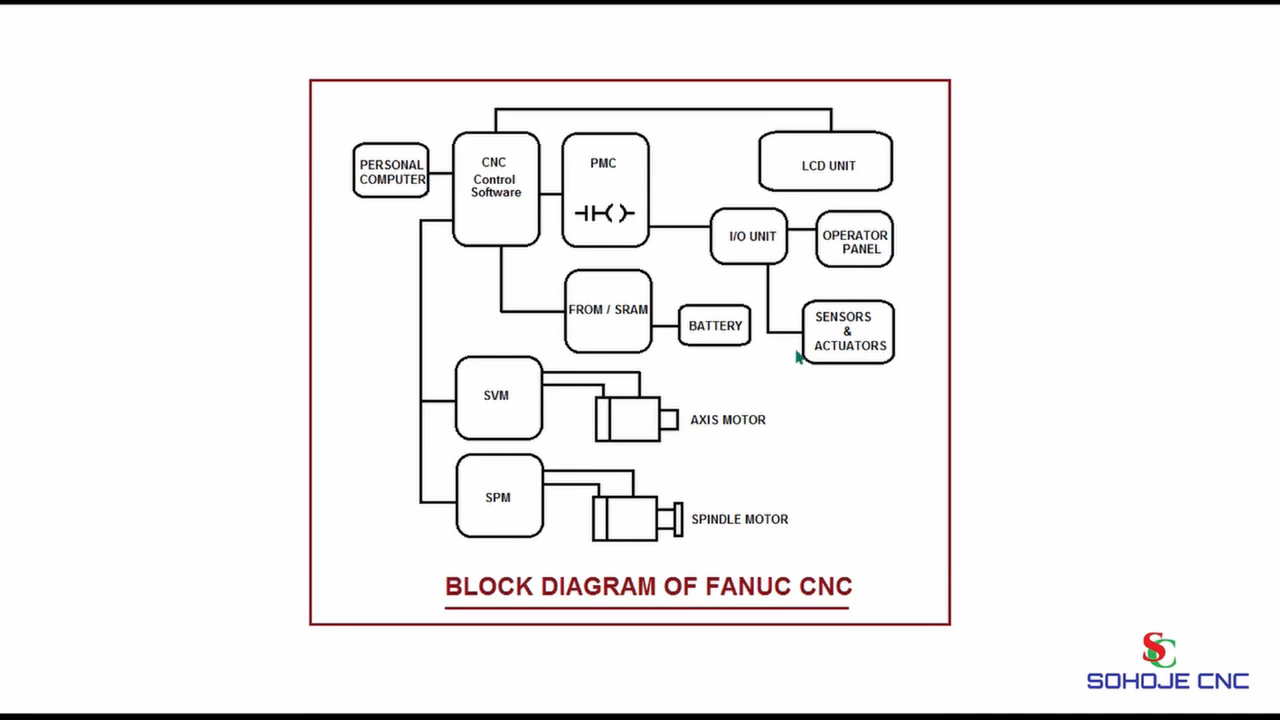 PERSONAL
COMPUTER
CNC
Control
Software
PMC
LCD UNIT
I/O UNIT
OPERATOR
PANEL
FROM / SRAM
BATTERY
SENSORS
&
ACTUATORS
SVM
AXIS MOTOR
SPM
SPINDLE MOTOR
BLOCK DIAGRAM OF FANUC CNC
SC
SOHOJE CNC